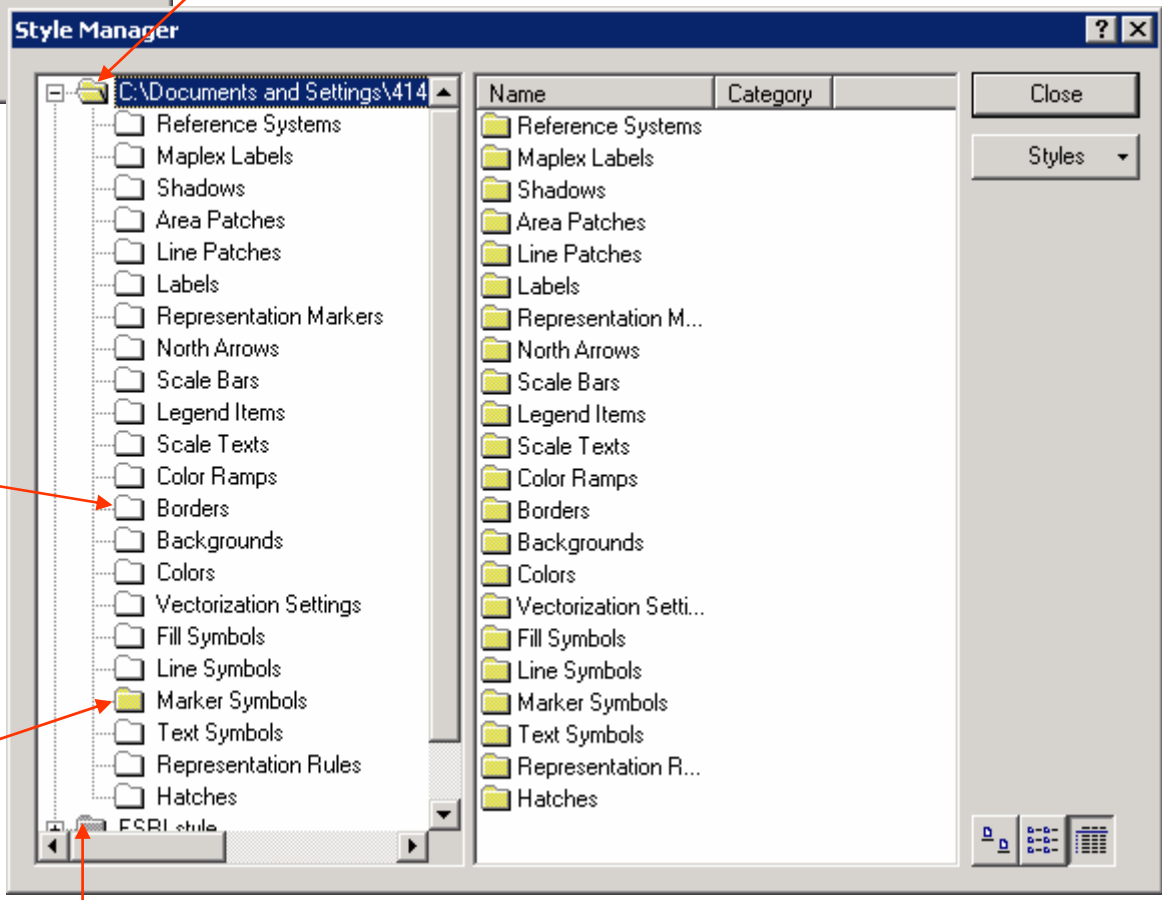 Style Manager
C:\Documents and Settings\414
Reference Systems
Maplex Labels
Shadows
Area Patches
Line Patches
Labels
Representation Markers
North Arrows
Scale Bars
Legend Items
Scale Texts
Color Ramps
Borders
Backgrounds
Colors
Vectorization Settings
Fill Symbols
Line Symbols
Marker Symbols
Text Symbols
Representation Rules
Hatches
ESRI.style
Name Category
Reference Systems
Maplex Labels
Shadows
Area Patches
Line Patches
Labels
Representation M...
North Arrows
Scale Bars
Legend Items
Scale Texts
Color Ramps
Borders
Backgrounds
Colors
Vectorization Setti...
Fill Symbols
Line Symbols
Marker Symbols
Text Symbols
Representation R...
Hatches
Close
Styles